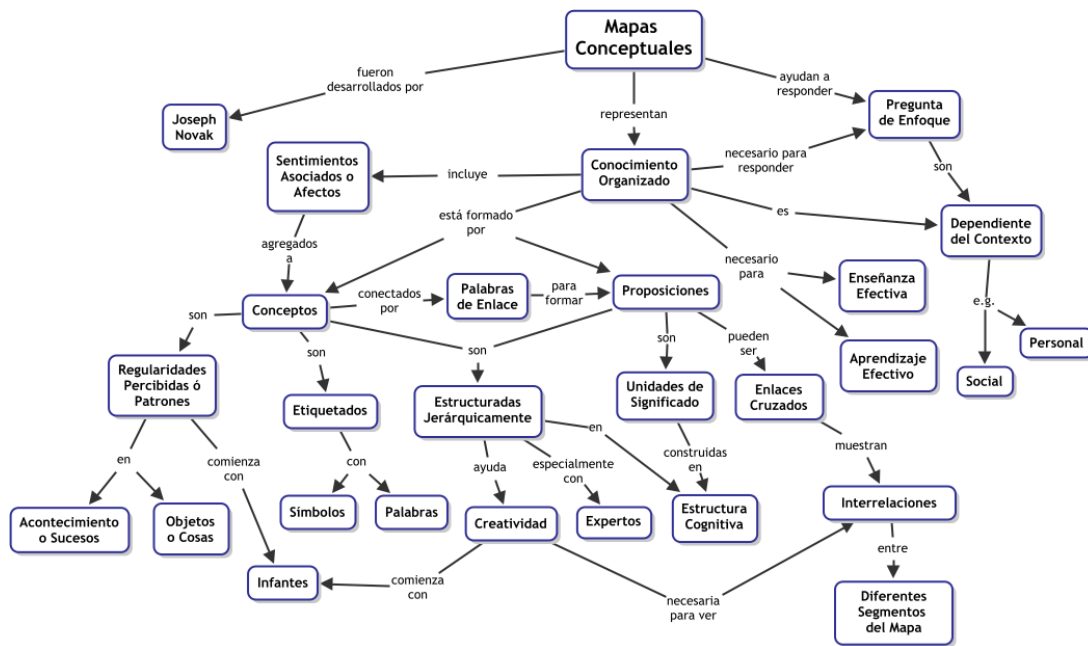 Mapas
Conceptuales
fueron
desarrollados por
ayudan a
responder
representan
Joseph
Novak
Pregunta
de Enfoque
Sentimientos
Asociados o
Afectos
incluye
Conocimiento
Organizado
necesario para
responder
son
es
está formado
por
Dependiente
del Contexto
agregados
a
necesario
para
Enseñanza
Efectiva
Conceptos
conectados
por
Palabras
de Enlace
para
formar
Proposiciones
e.g.
son
son
son
son
pueden
ser
Personal
Social
Aprendizaje
Efectivo
Regularidades
Percibidas ó
Patrones
Etiquetados
Estructuradas
Jerárquicamente
Unidades de
Significado
Enlaces
Cruzados
en
comienza
con
con
ayuda
especialmente
con
en
construidas
en
muestran
Acontecimiento
o Sucesos
Objetos
o Cosas
Símbolos
Palabras
Creatividad
Expertos
Estructura
Cognitiva
Interrelaciones
Infantes
comienza
con
necesaria
para ver
entre
Diferentes
Segmentos
del Mapa